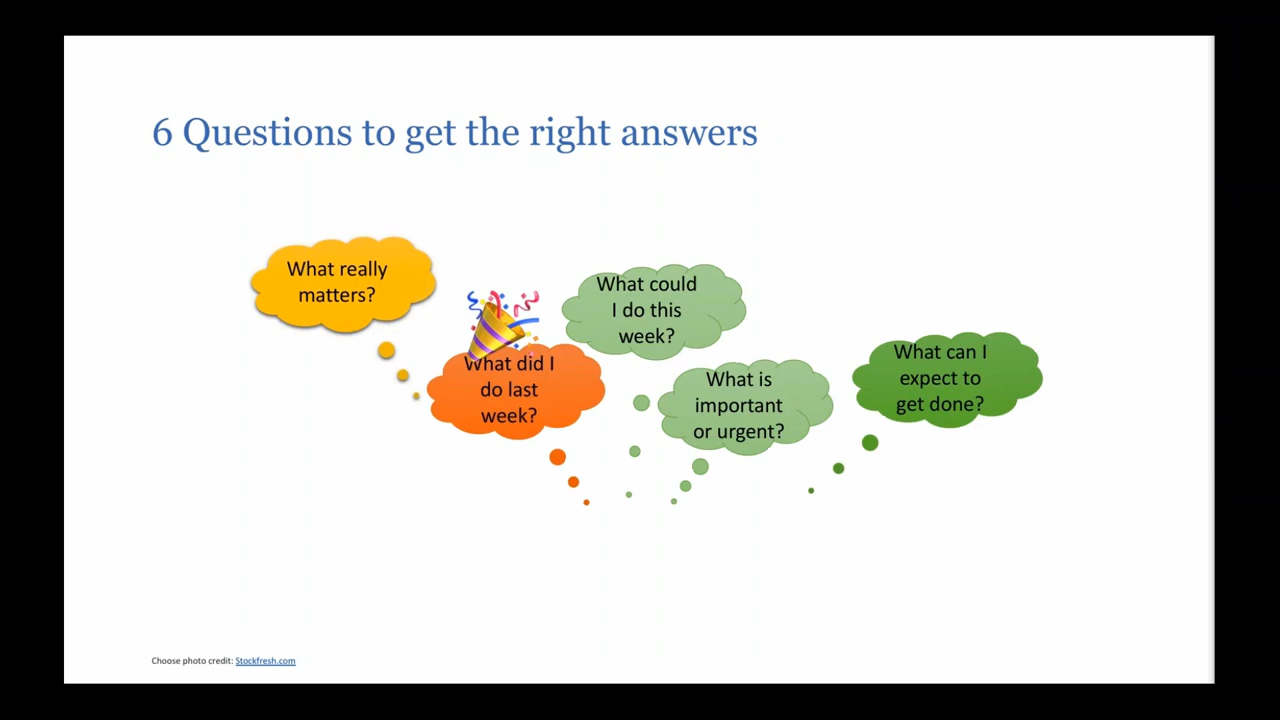 6 Questions to get the right answers
What really
matters?
What did I
do last
week?
What could
I do this
week?
What is
important
or urgent?
What can I
expect to
get done?
Choose photo credit: Stockfresh.com